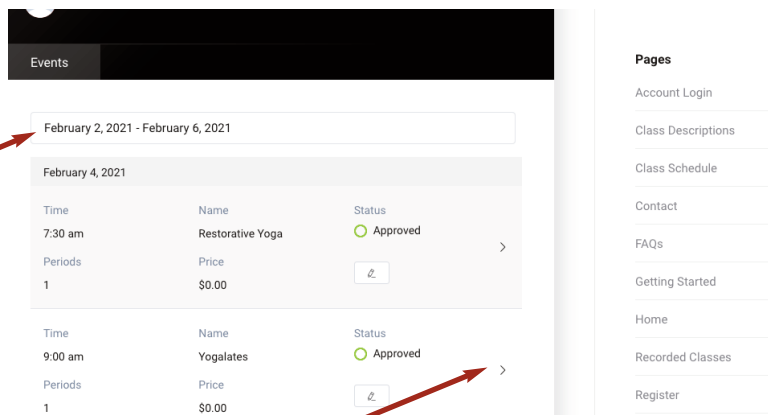 Events
February 2, 2021 - February 6, 2021
February 4, 2021
Time Name Status
7:30 am Restorative Yoga Approved
Periods Price
1 $0.00
Time Name Status
9:00 am Yogalates Approved
Periods Price
1 $0.00
Pages
Account Login
Class Descriptions
Class Schedule
Contact
FAQs
Getting Started
Home
Recorded Classes
Register